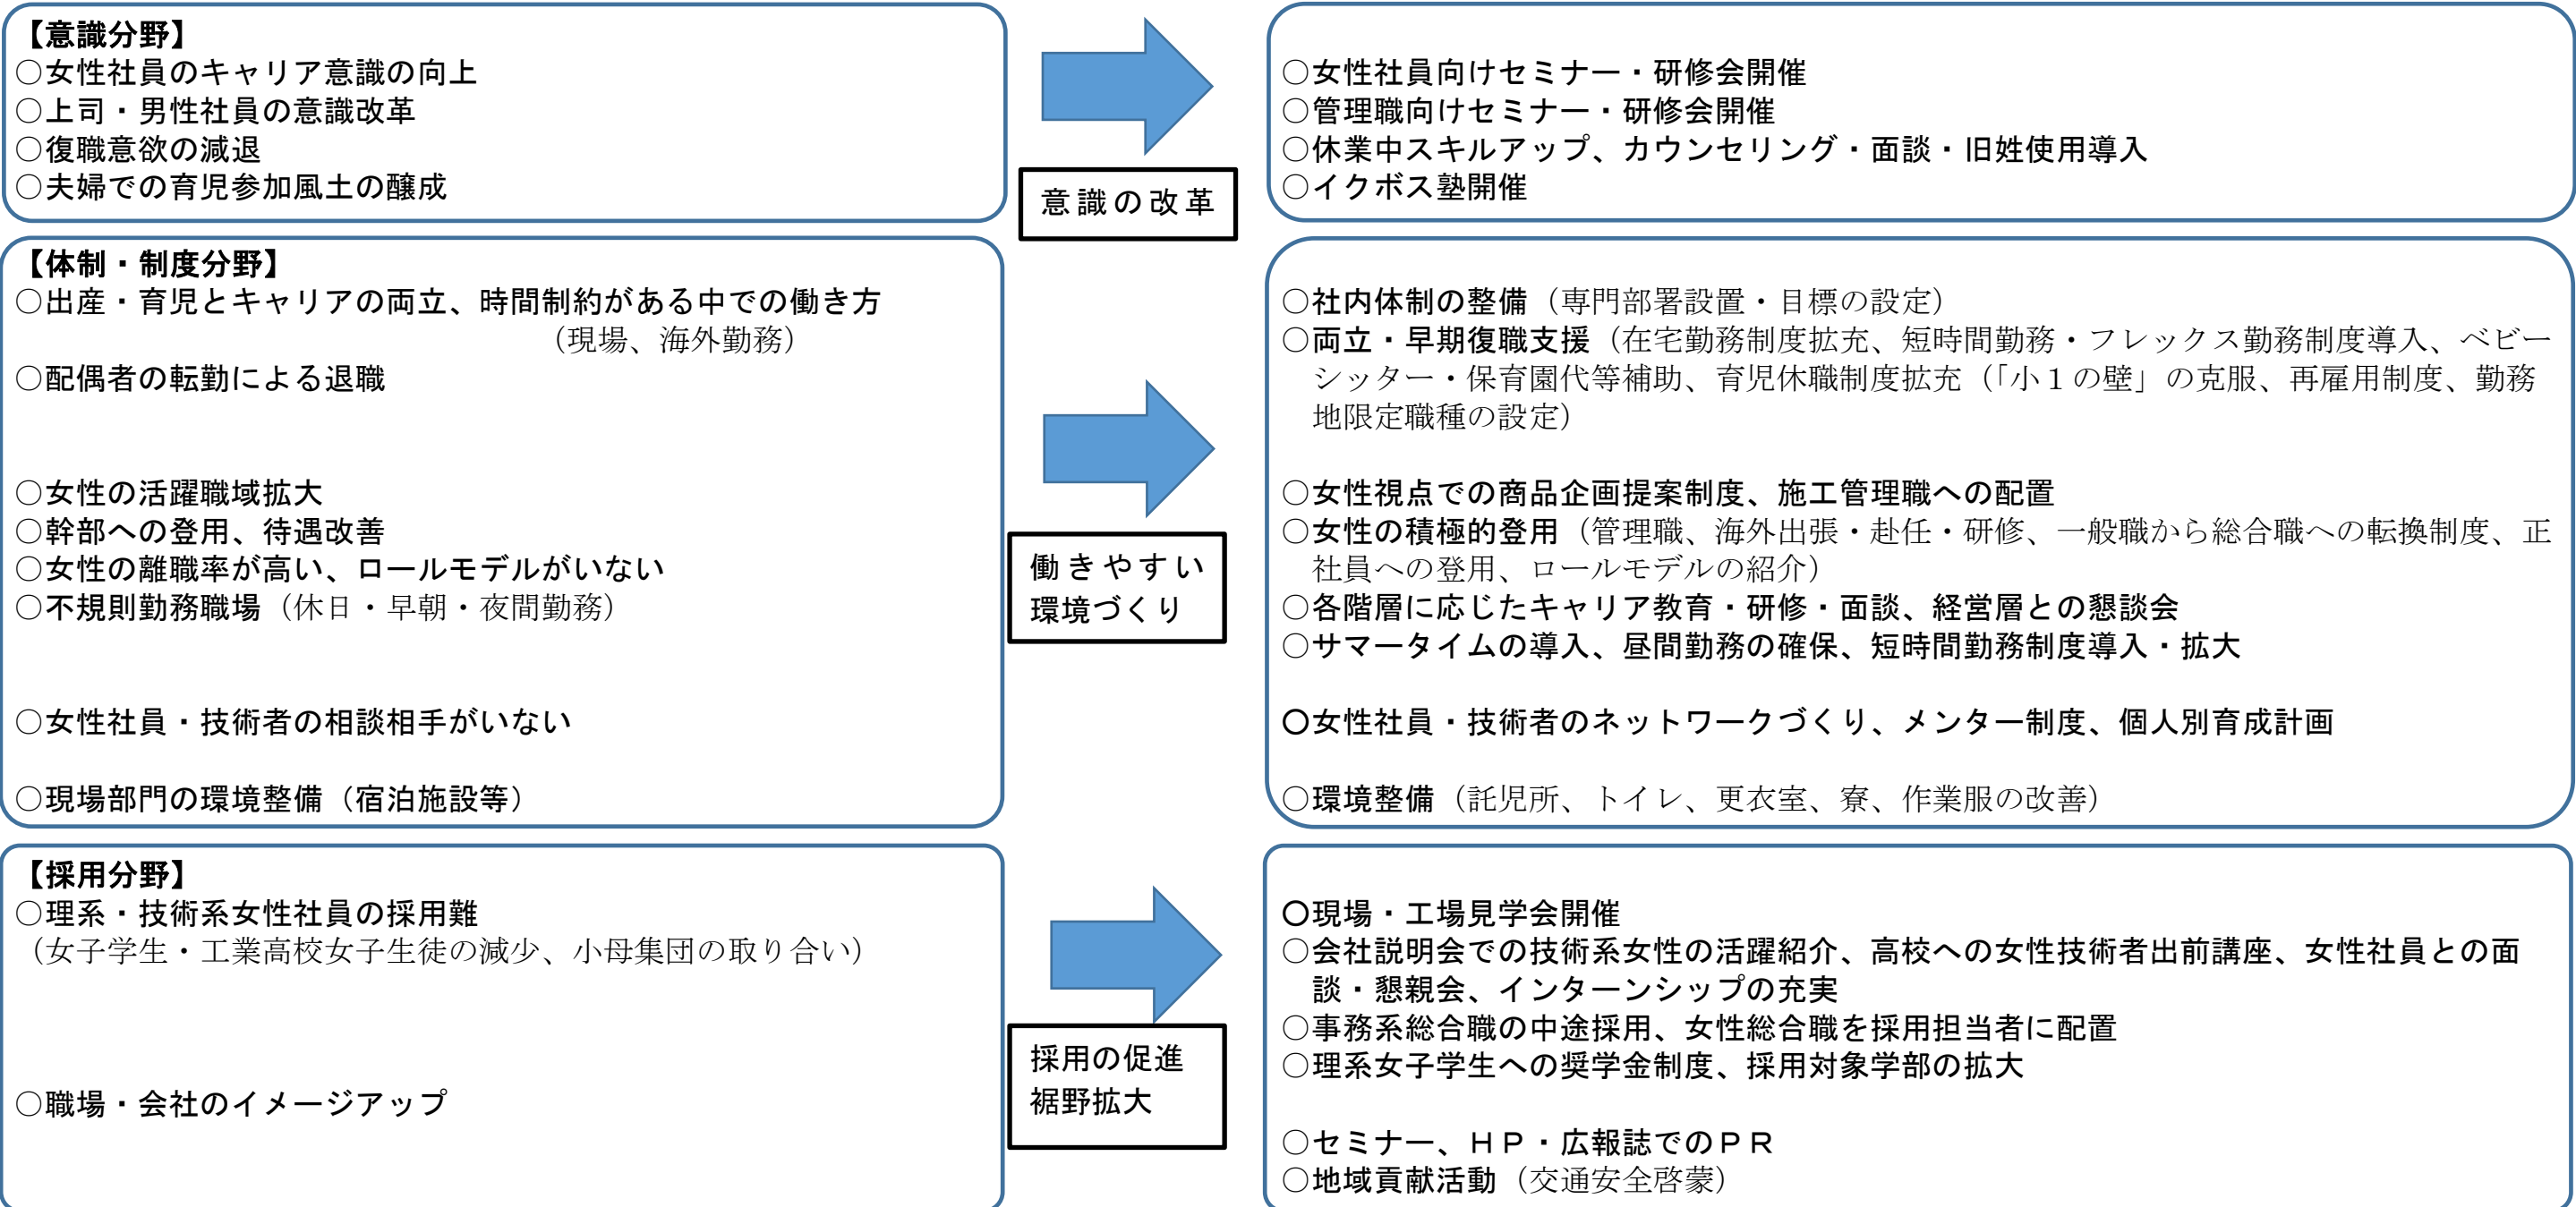 【意識分野】
○女性社員のキャリア意識の向上
○上司・男性社員の意識改革
○復職意欲の減退
○夫婦での育児参加風土の醸成
意識の改革
○女性社員向けセミナー・研修会開催
○管理職向けセミナー・研修会開催
○休業中スキルアップ、カウンセリング・面談・旧姓使用導入
○イクボス塾開催
【体制・制度分野】
○出産・育児とキャリアの両立、時間制約がある中での働き方
（現場、海外勤務）
○配偶者の転勤による退職
○女性の活躍職域拡大
○幹部への登用、待遇改善
○女性の離職率が高い、ロールモデルがいない
○不規則勤務職場（休日・早朝・夜間勤務）
○女性社員・技術者の相談相手がいない
○現場部門の環境整備（宿泊施設等）
働きやすい
環境づくり
○社内体制の整備（専門部署設置・目標の設定）
○両立・早期復職支援（在宅勤務制度拡充、短時間勤務・フレックス勤務制度導入、ベビー
シッター・保育園代等補助、育児休職制度拡充（「小１の壁」の克服、再雇用制度、勤務
地限定職種の設定）
○女性視点での商品企画提案制度、施工管理職への配置
○女性の積極的登用（管理職、海外出張・赴任・研修、一般職から総合職への転換制度、正
社員への登用、ロールモデルの紹介）
○各階層に応じたキャリア教育・研修・面談、経営層との懇談会
○サマータイムの導入、昼間勤務の確保、短時間勤務制度導入・拡大
○女性社員・技術者のネットワークづくり、メンター制度、個人別育成計画
○環境整備（託児所、トイレ、更衣室、寮、作業服の改善）
【採用分野】
○理系・技術系女性社員の採用難
（女子学生・工業高校女子生徒の減少、小母集団の取り合い）
○職場・会社のイメージアップ
採用の促進
裾野拡大
○現場・工場見学会開催
○会社説明会での技術系女性の活躍紹介、高校への女性技術者出前講座、女性社員との面
談・懇親会、インターンシップの充実
○事務系総合職の中途採用、女性総合職を採用担当者に配置
○理系女子学生への奨学金制度、採用対象学部の拡大
○セミナー、ＨＰ・広報誌でのＰＲ
○地域貢献活動（交通安全啓蒙）